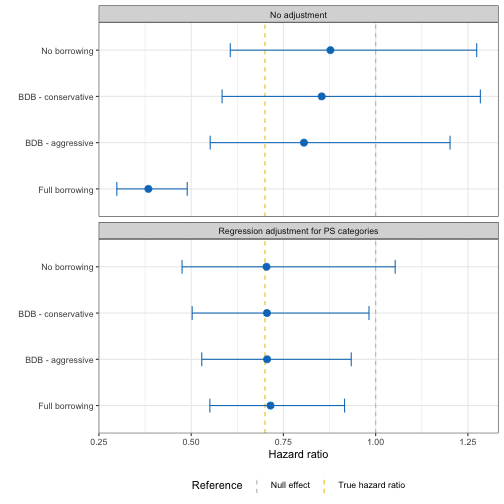 No adjustment
No borrowing
BDB - conservative
BDB - aggressive
Full borrowing
Regression adjustment for PS categories
No borrowing
BDB - conservative
BDB - aggressive
Full borrowing
0.25 0.50 0.75 1.00 1.25
Hazard ratio
Reference Null effect True hazard ratio